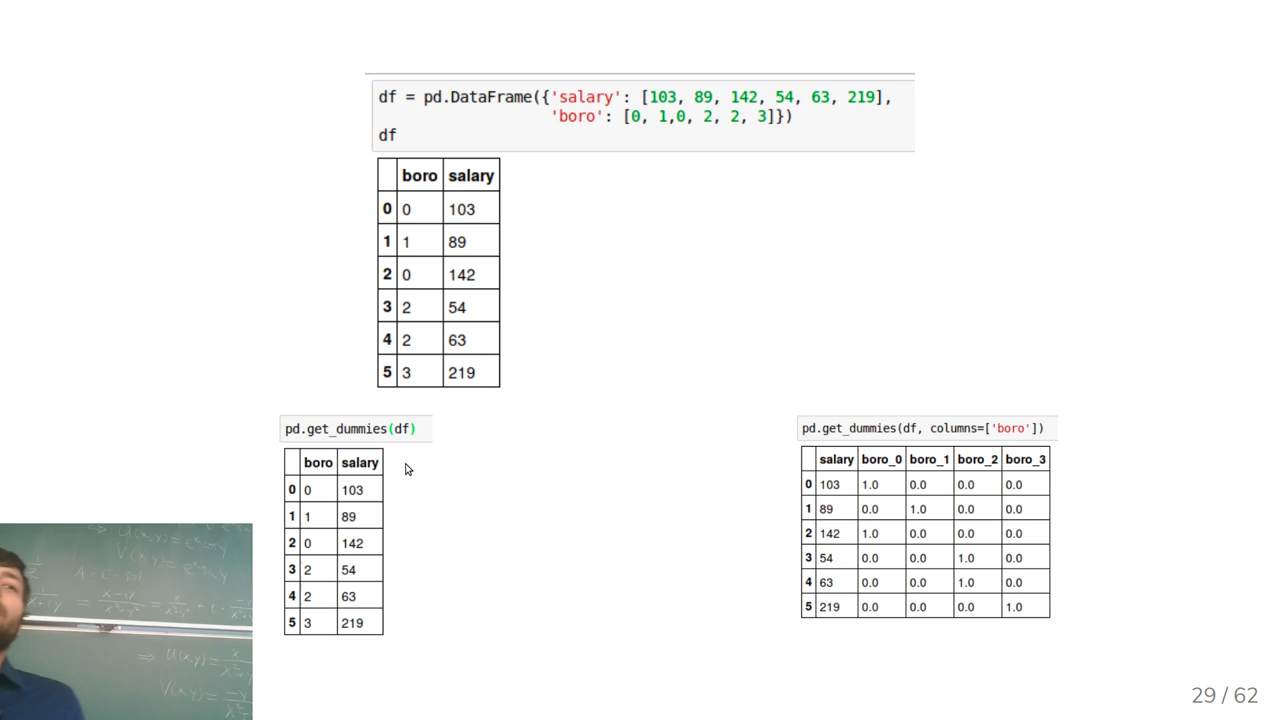 df = pd.DataFrame({'salary': [103, 89, 142, 54, 63, 219],
'boro': [0, 1,0, 2, 2, 3]})
df
boro salary
0 0 103
1 1 89
2 0 142
3 2 54
4 2 63
5 3 219
pd.get_dummies(df)
boro salary
0 0 103
1 1 89
2 0 142
3 2 54
4 2 63
5 3 219
pd.get_dummies(df, columns=['boro'])
salary boro_0 boro_1 boro_2 boro_3
0 103 1.0 0.0 0.0 0.0
1 89 0.0 1.0 0.0 0.0
2 142 1.0 0.0 0.0 0.0
3 54 0.0 0.0 1.0 0.0
4 63 0.0 0.0 1.0 0.0
5 219 0.0 0.0 0.0 1.0
29 / 62